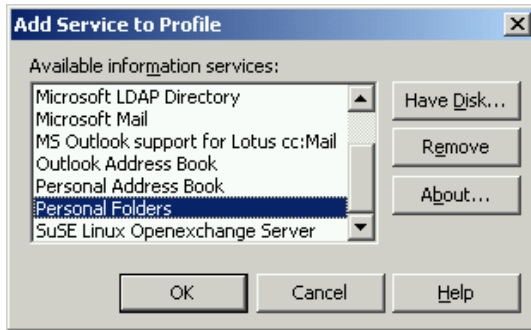 Add Service to Profile
Available information services:
Microsoft LDAP Directory
Microsoft Mail
MS Outlook support for Lotus cc:Mail
Outlook Address Book
Personal Address Book
Personal Folders
SuSE Linux Openexchange Server
Have Disk...
Remove
About...
OK
Cancel
Help